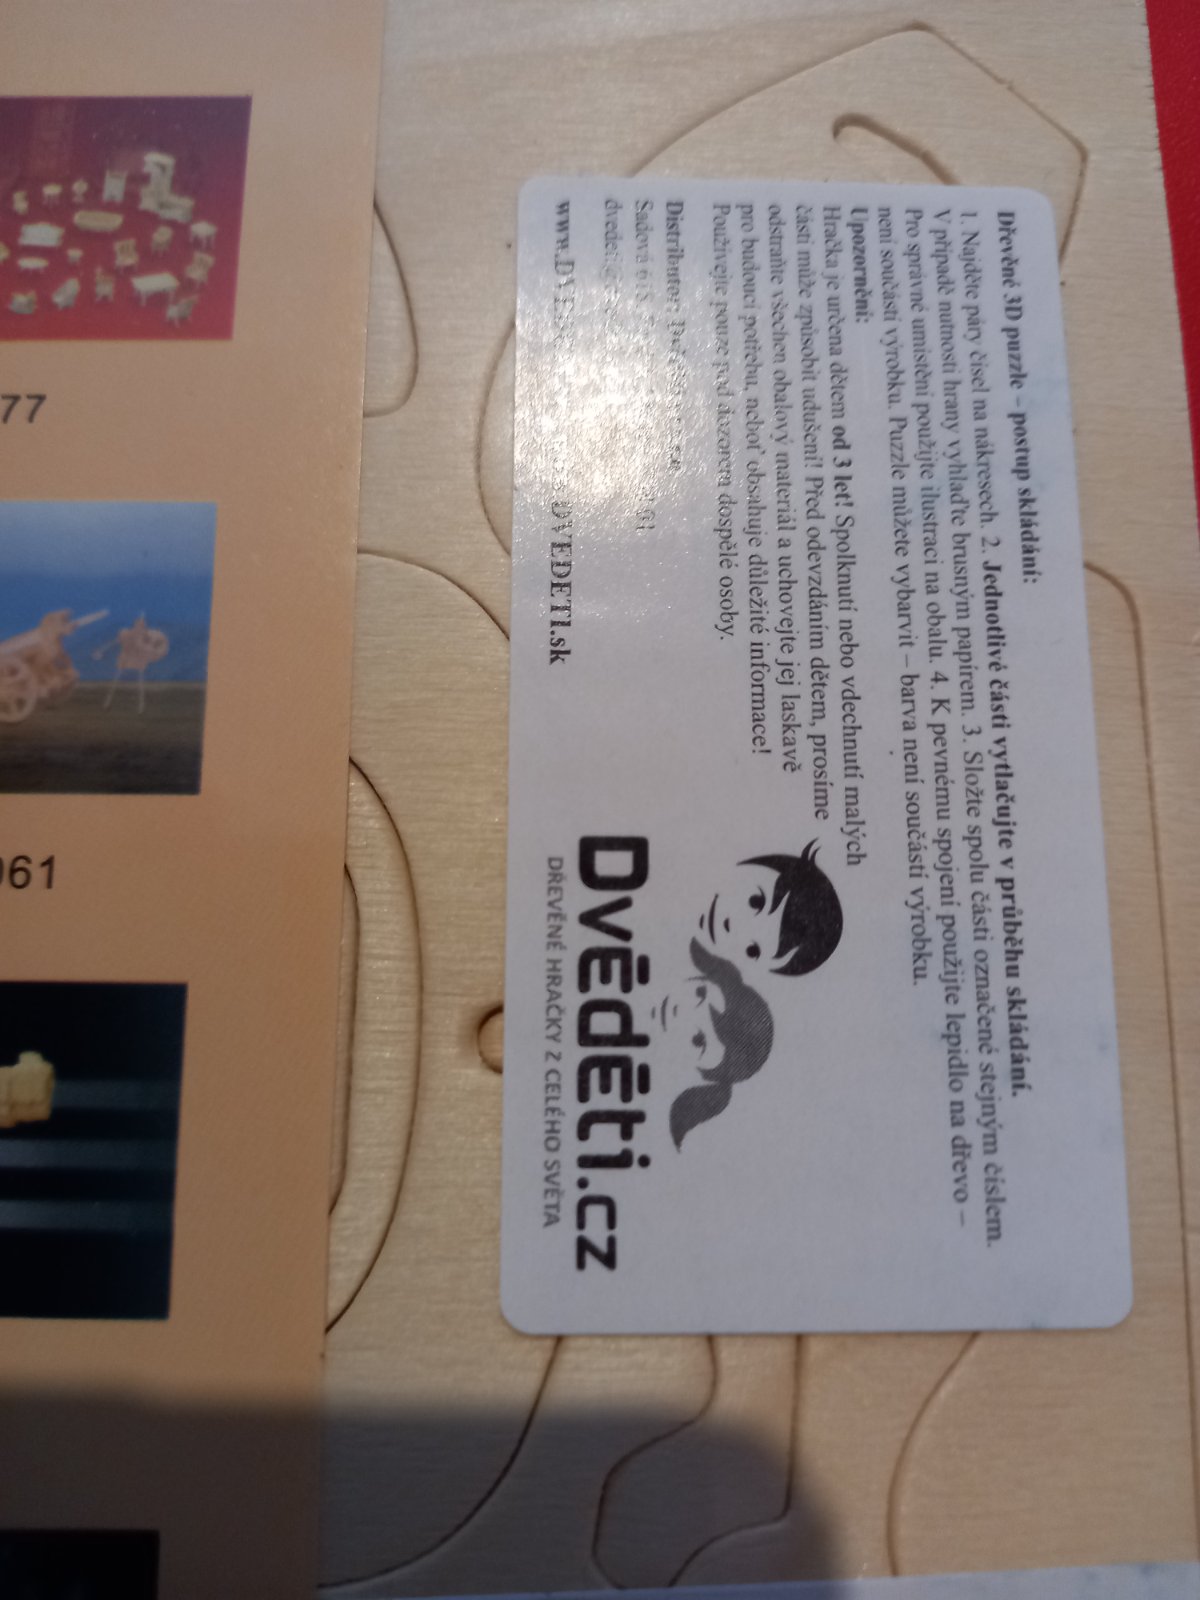 Dřevěné 3D puzzle – postup skládání:
1. Najděte páry čísel na nákresech. 2. Jednotlivé části vytlačujte v průběhu skládání.
V případě nutnosti hrany vyhlaďte brusným papírem. 3. Složte spolu části označené stejným číslem.
Pro správné umístění použijte ilustraci na obalu. 4. K pevnému spojení použijte lepidlo na dřevo –
není součástí výrobku. Puzzle můžete vybarvit – barva není součástí výrobku.
Upozornění:
Hračka je určena dětem od 3 let! Spolknutí nebo vdechnutí malých
částí může způsobit udušení! Před odevzdáním dětem, prosíme
odstraňte všechen obalový materiál a uchovejte jej laskavě
pro budoucí potřebu, neboť obsahuje důležité informace!
Používejte pouze pod dozorem dospělé osoby.
Distributor:
Sadová
DVEDETI.sk
DVĚDĚTI.CZ
DŘEVĚNÉ HRAČKY Z CELÉHO SVĚTA
77
061